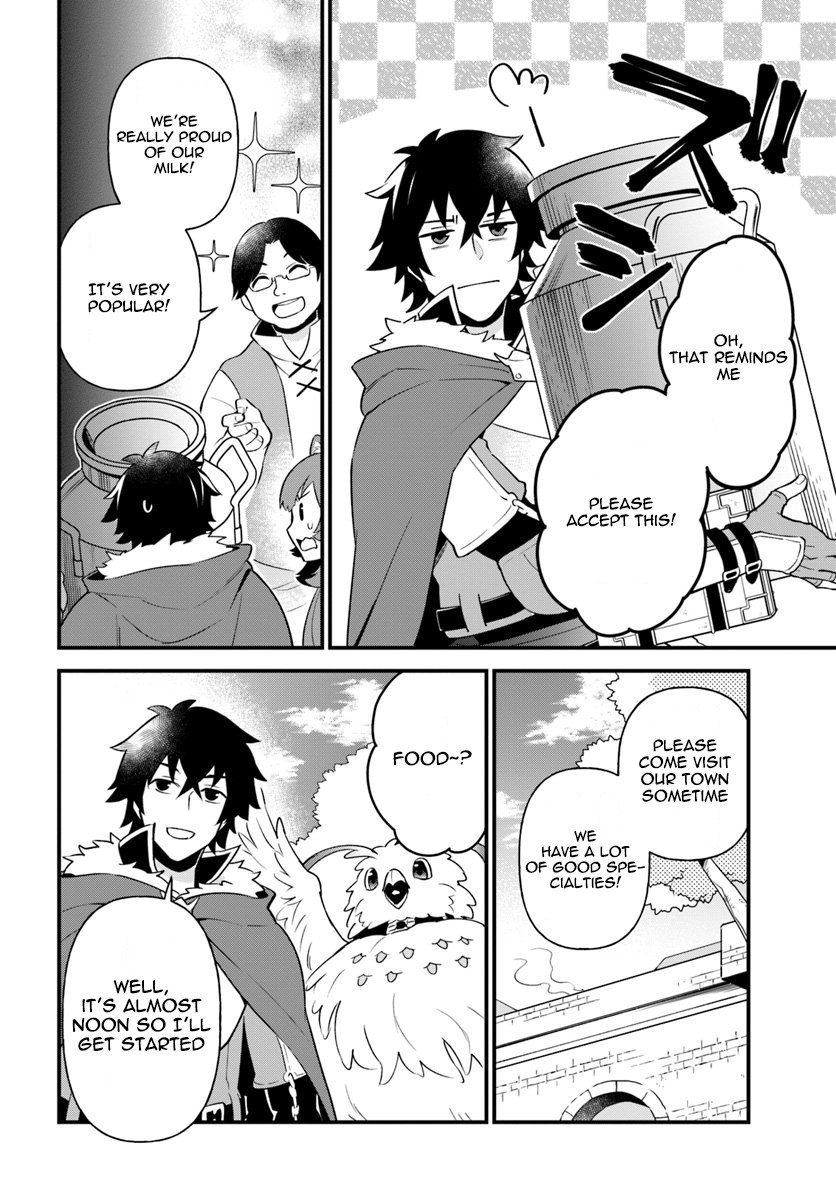 OH,
THAT REMINDS
ME
PLEASE
ACCEPT THIS!
WE'RE
REALLY PROUD
OF OUR
MILK!
IT'S VERY
POPULAR!
PLEASE
COME VISIT
OUR TOWN
SOMETIME
WE
HAVE A LOT
OF GOOD SPE-
CIALTIES!
FOOD~?
WELL,
IT'S ALMOST
NOON SO I'LL
GET STARTED